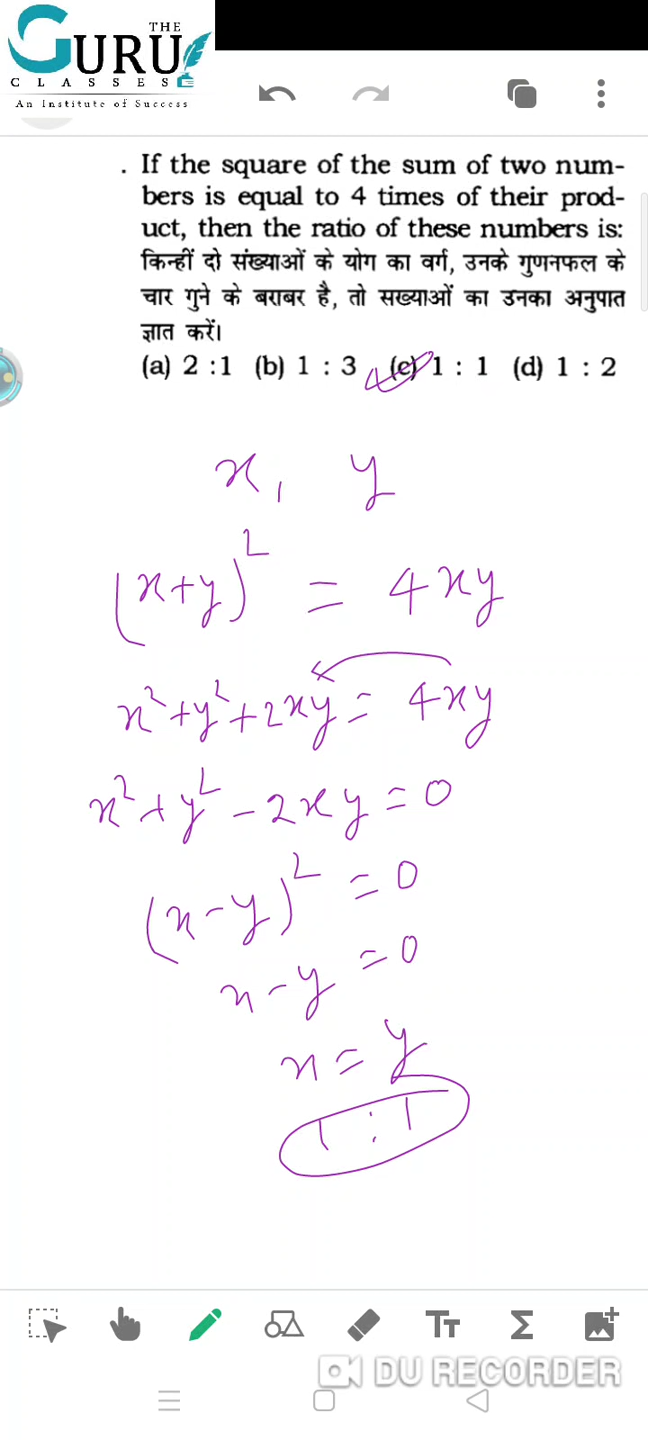 THE
GURU
CLASSES
An Institute of Success
. If the square of the sum of two num-
bers is equal to 4 times of their prod-
uct, then the ratio of these numbers is:
किन्हीं दो संख्याओं के योग का वर्ग, उनके गुणनफल के
चार गुने के बराबर है, तो सख्याओं का उनका अनुपात
ज्ञात करें।
(a) 2 :1 (b) 1 : 3 (c) 1 : 1 (d) 1 : 2
x, y
(x+y)² = 4xy
x²+y²+2xy = 4xy
x²+y²-2xy=0
(x-y)² =0
x-y =0
x=y
1:1
TT Σ
DU RECORDER